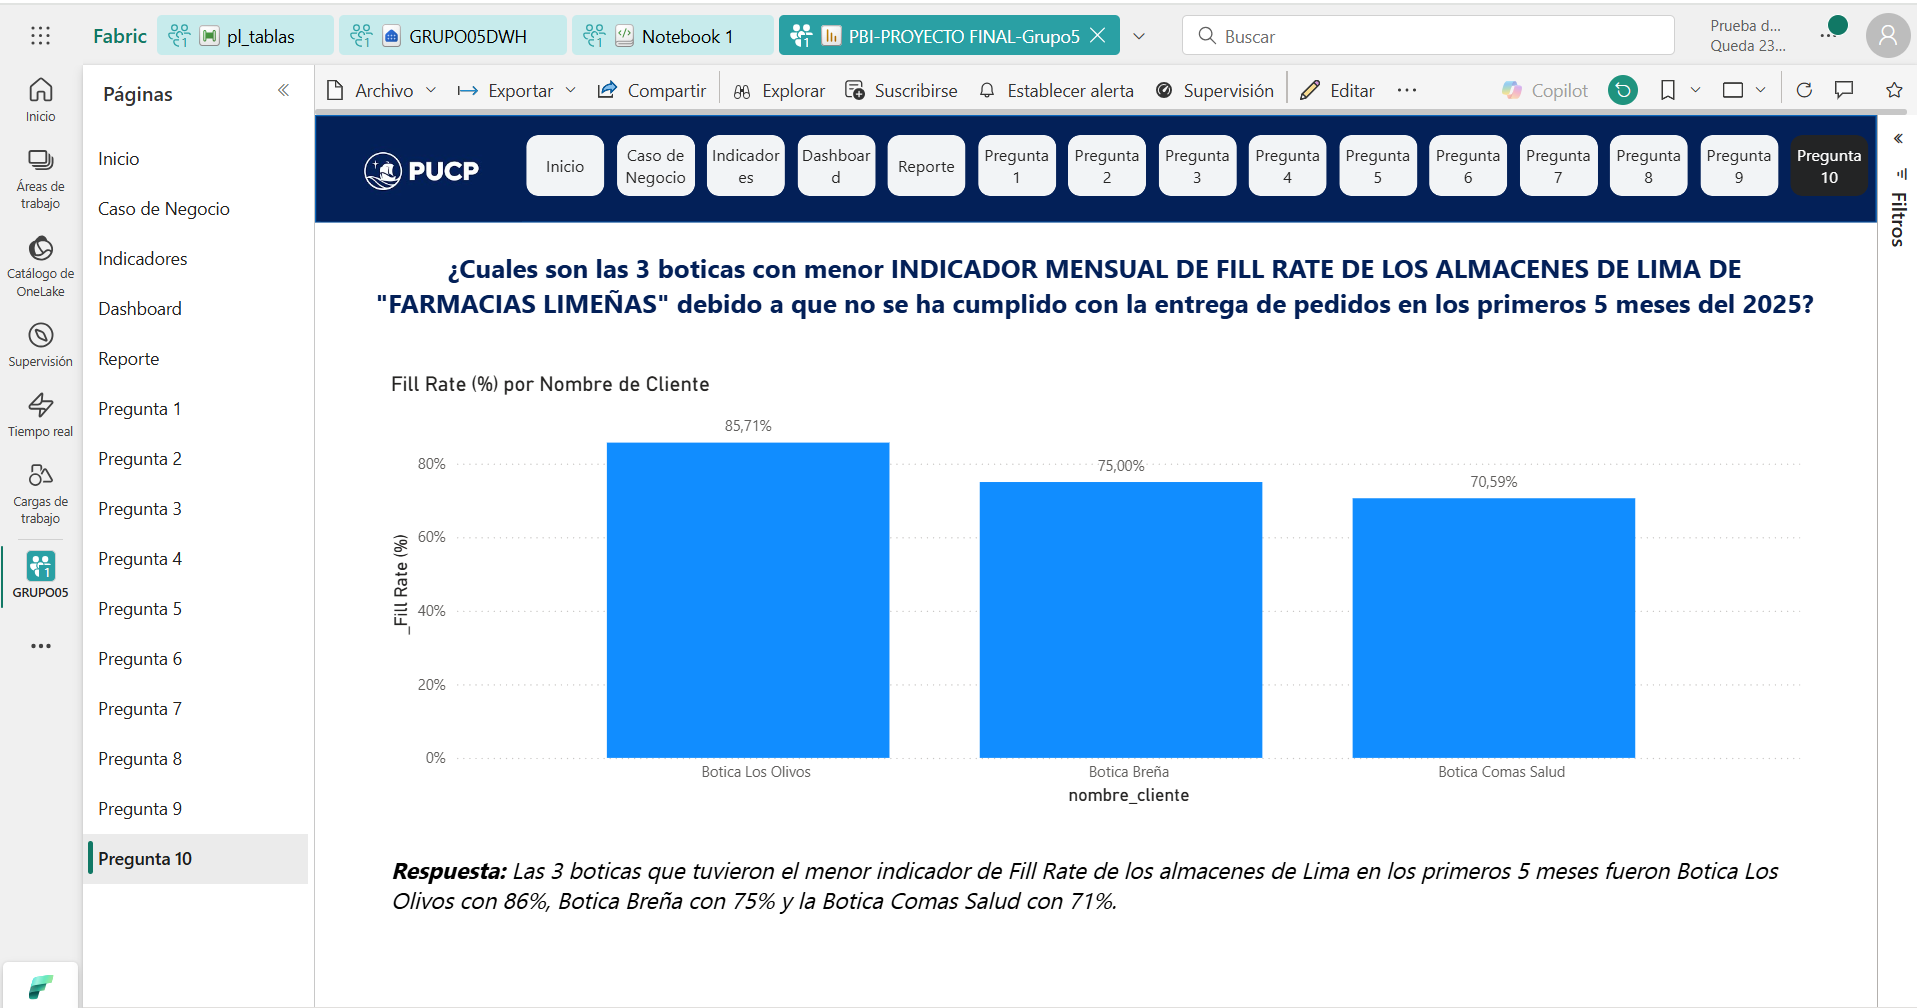 Fabric
pl_tablas
GRUPO05DWH
Notebook 1
PBI-PROYECTO FINAL-Grupo5
Buscar
Prueba d...
Queda 23...
Inicio
Áreas de
trabajo
Catálogo de
OneLake
Supervisión
Tiempo real
Cargas de
trabajo
GRUPO05
Páginas
Inicio
Caso de Negocio
Indicadores
Dashboard
Reporte
Pregunta 1
Pregunta 2
Pregunta 3
Pregunta 4
Pregunta 5
Pregunta 6
Pregunta 7
Pregunta 8
Pregunta 9
Pregunta 10
Archivo
Exportar
Compartir
Explorar
Suscribirse
Establecer alerta
Supervisión
Editar
Copilot
PUCP
Inicio
Caso de
Negocio
Indicador
es
Dashboar
d
Reporte
Pregunta
1
Pregunta
2
Pregunta
3
Pregunta
4
Pregunta
5
Pregunta
6
Pregunta
7
Pregunta
8
Pregunta
9
Pregunta
10
Filtros
¿Cuales son las 3 boticas con menor INDICADOR MENSUAL DE FILL RATE DE LOS ALMACENES DE LIMA DE
"FARMACIAS LIMEÑAS" debido a que no se ha cumplido con la entrega de pedidos en los primeros 5 meses del 2025?
Fill Rate (%) por Nombre de Cliente
_Fill Rate (%)
80%
60%
40%
20%
0%
85,71%
75,00%
70,59%
Botica Los Olivos
Botica Breña
Botica Comas Salud
nombre_cliente
Respuesta: Las 3 boticas que tuvieron el menor indicador de Fill Rate de los almacenes de Lima en los primeros 5 meses fueron Botica Los
Olivos con 86%, Botica Breña con 75% y la Botica Comas Salud con 71%.